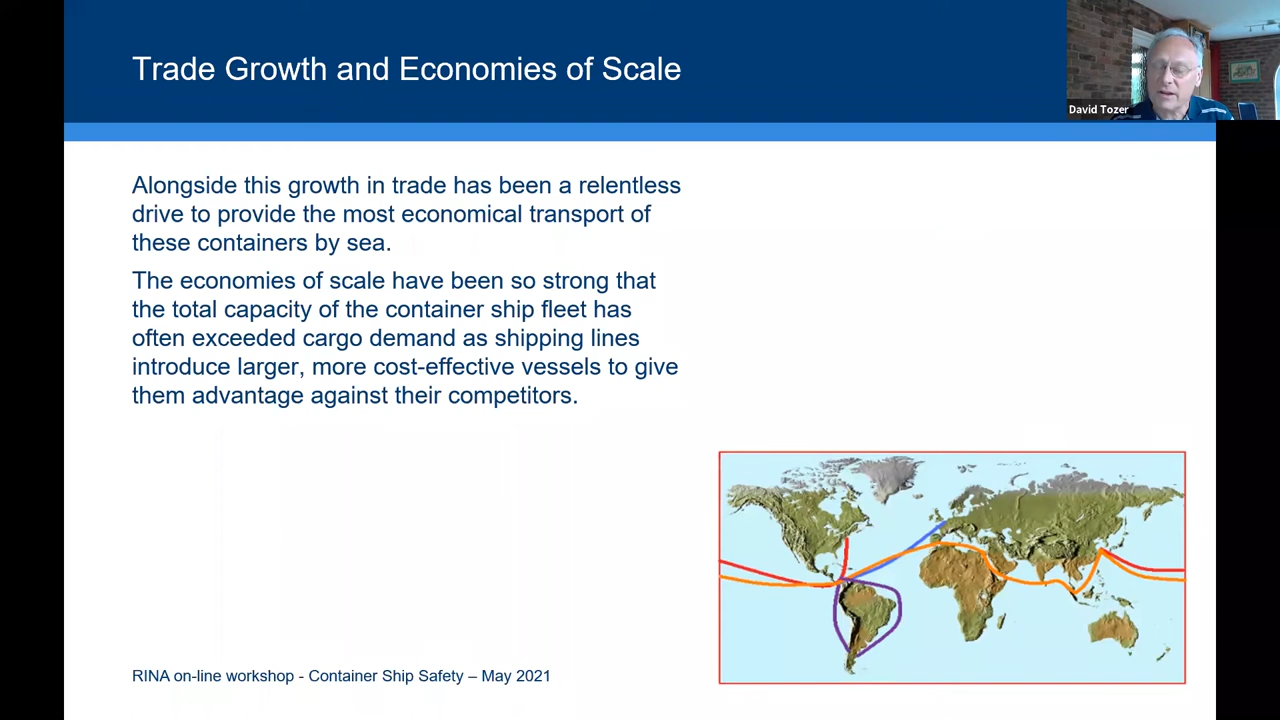 Trade Growth and Economies of Scale
David Tozer
Alongside this growth in trade has been a relentless
drive to provide the most economical transport of
these containers by sea.
The economies of scale have been so strong that
the total capacity of the container ship fleet has
often exceeded cargo demand as shipping lines
introduce larger, more cost-effective vessels to give
them advantage against their competitors.
RINA on-line workshop - Container Ship Safety – May 2021